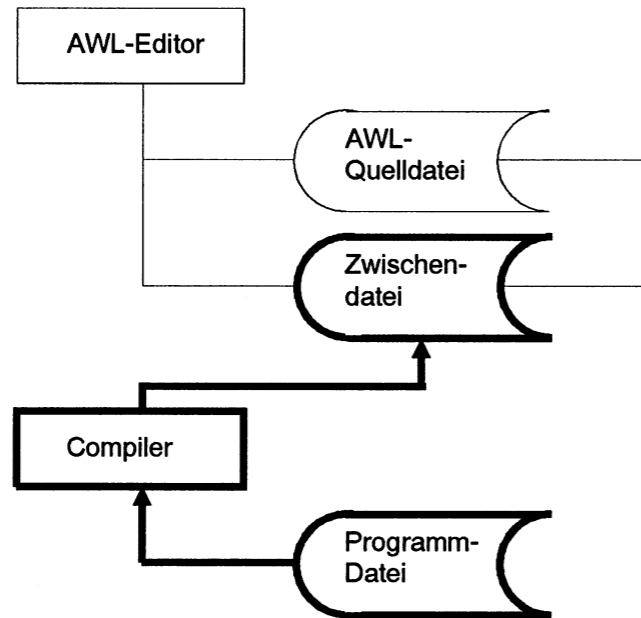 AWL-Editor
AWL-
Quelldatei
Zwischen-
datei
Compiler
Programm-
Datei